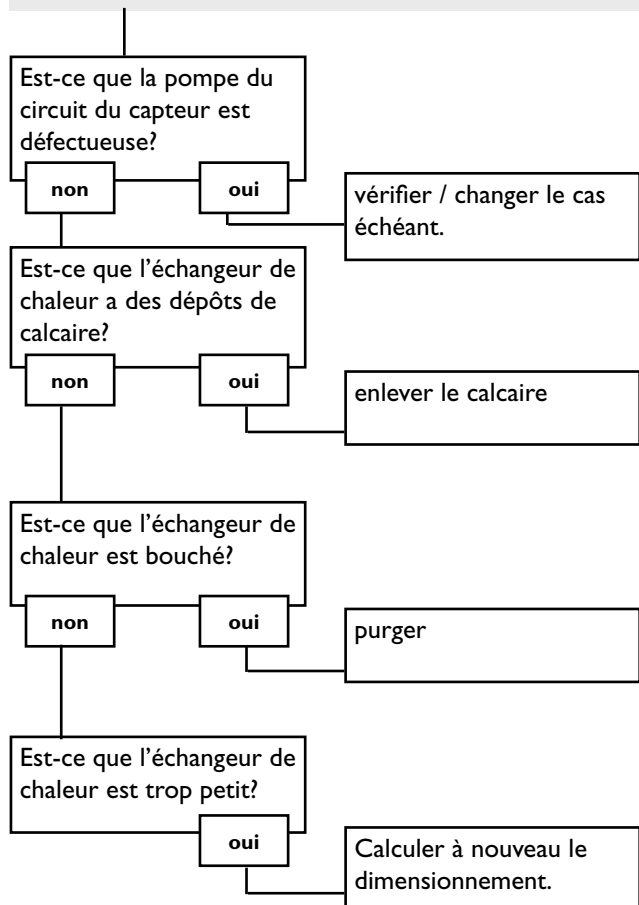 Est-ce que la pompe du
circuit du capteur est
défectueuse?
non
oui
vérifier / changer le cas
échéant.
Est-ce que l'échangeur de
chaleur a des dépôts de
calcaire?
non
oui
enlever le calcaire
Est-ce que l'échangeur de
chaleur est bouché?
non
oui
purger
Est-ce que l'échangeur de
chaleur est trop petit?
oui
Calculer à nouveau le
dimensionnement.